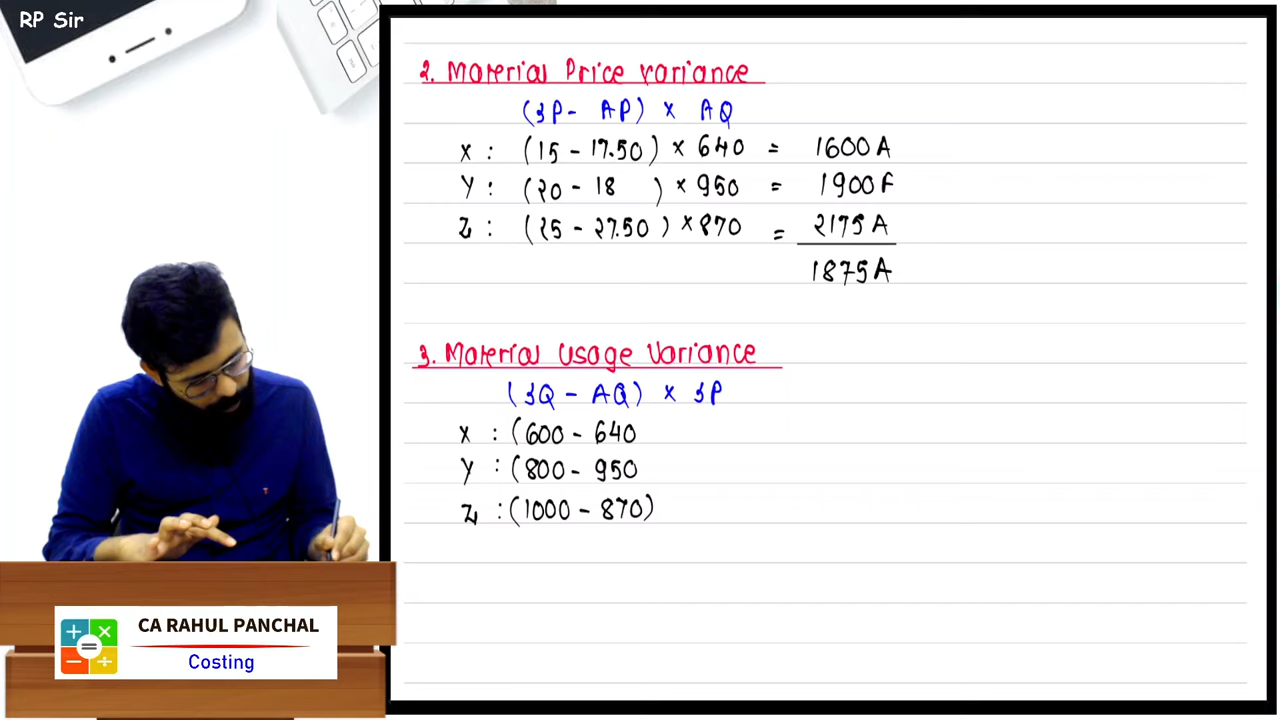 RP Sir
2. Material Price Variance
(SP - AP) × AQ
X : (15 - 17.50) × 640 = 1600 A
Y : (20 - 18 ) × 950 = 1900 F
Z : (25 - 27.50) × 870 = 2175 A
1875 A
3. Material Usage Variance
(SQ - AQ) × SP
X : (600 - 640
Y : (800 - 950
Z : (1000 - 870)
CA RAHUL PANCHAL
Costing